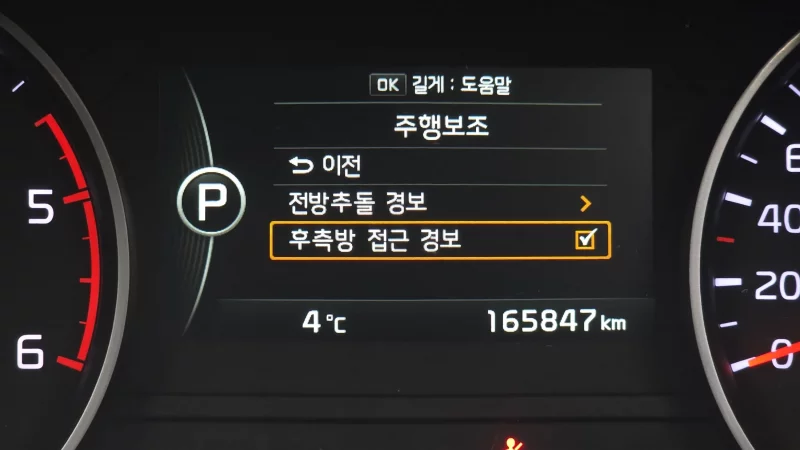 OK 길게 : 도움말
주행보조
이전
P
전방추돌 경보
후측방 접근 경보
4°C
165847km
5
6
40
20
0